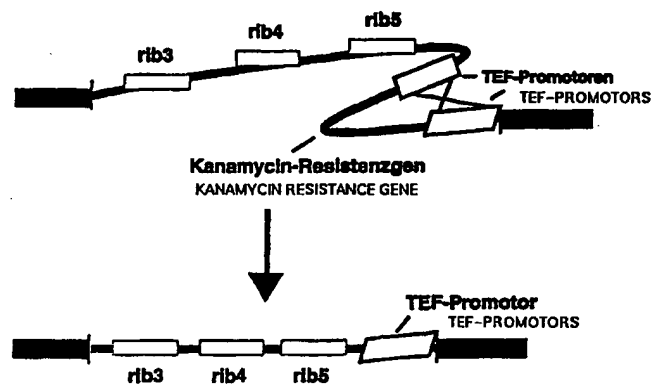 rib3
rib4
rib5
TEF-Promotoren
TEF-PROMOTORS
Kanamycin-Resistenzgen
KANAMYCIN RESISTANCE GENE
TEF-Promotor
TEF-PROMOTORS
rib3
rib4
rib5